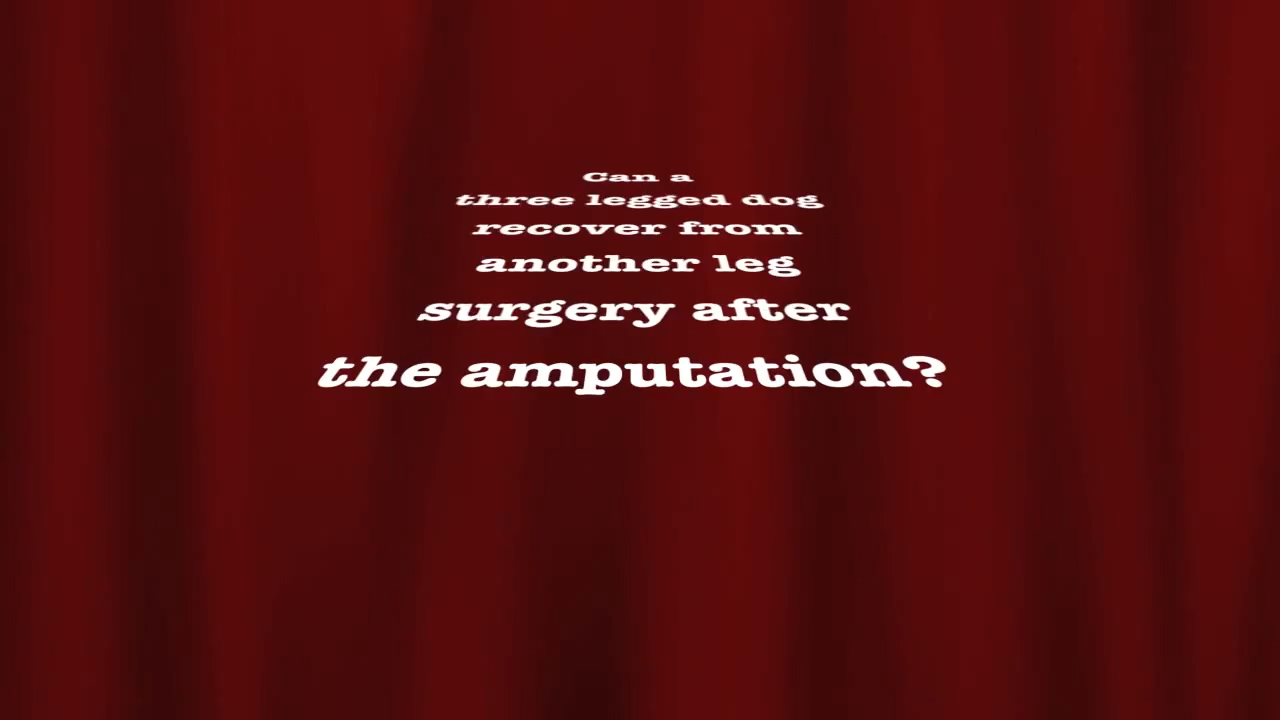 Can a
three legged dog
recover from
another leg
surgery after
the amputation?